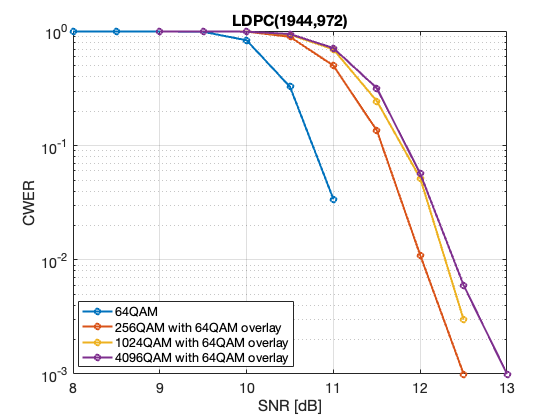 LDPC(1944,972)
10^0
10^-1
10^-2
10^-3
CWER
64QAM
256QAM with 64QAM overlay
1024QAM with 64QAM overlay
4096QAM with 64QAM overlay
8 9 10 11 12 13
SNR [dB]